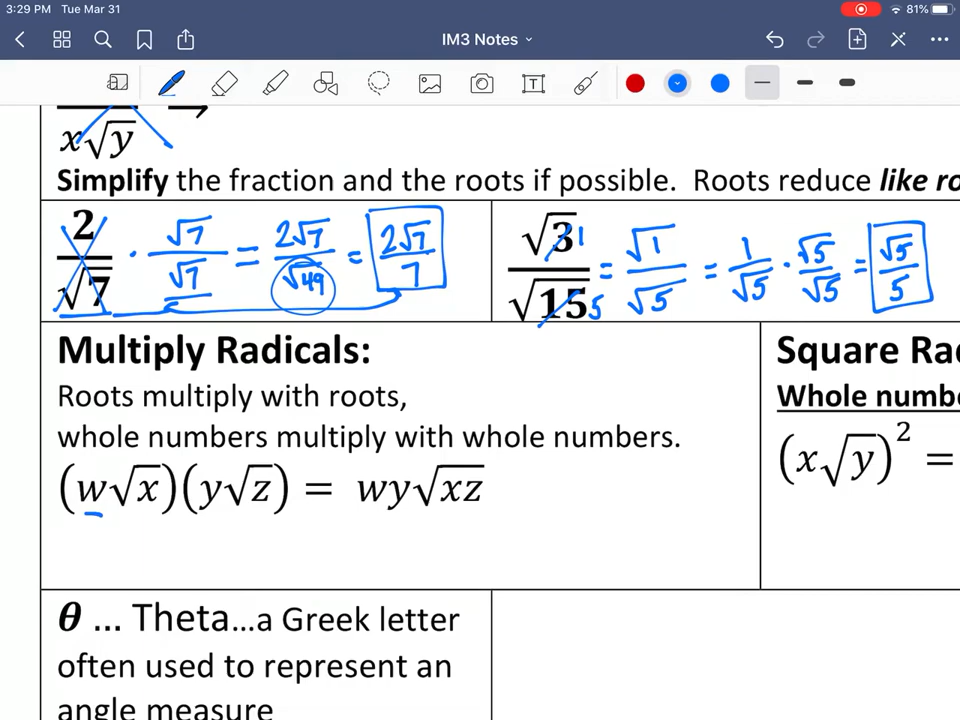 3:29 PM Tue Mar 31
81%
IM3 Notes
x√y
Simplify the fraction and the roots if possible. Roots reduce like ro
2/√7 · √7/√7 = 2√7/√49 = 2√7/7
√3/√15 1 5 = √1/√5 = 1/√5 · √5/√5 = √5/5
Multiply Radicals:
Roots multiply with roots,
whole numbers multiply with whole numbers.
(w√x)(y√z) = wy√xz
Square Ra
Whole numb
(x√y)² =
θ ... Theta...a Greek letter
often used to represent an
angle measure